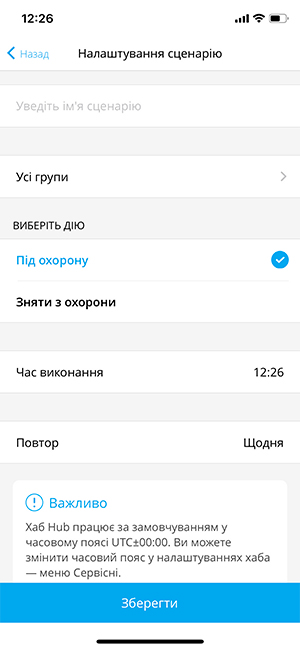 12:26
Назад
Налаштування сценарію
Уведіть ім’я сценарію
Усі групи
ВИБЕРІТЬ ДІЮ
Під охорону
Зняти з охорони
Час виконання 12:26
Повтор Щодня
Важливо
Хаб Hub працює за замовчуванням у
часовому поясі UTC±00:00. Ви можете
змінити часовий пояс у налаштуваннях хаба
— меню Сервісні.
Зберегти